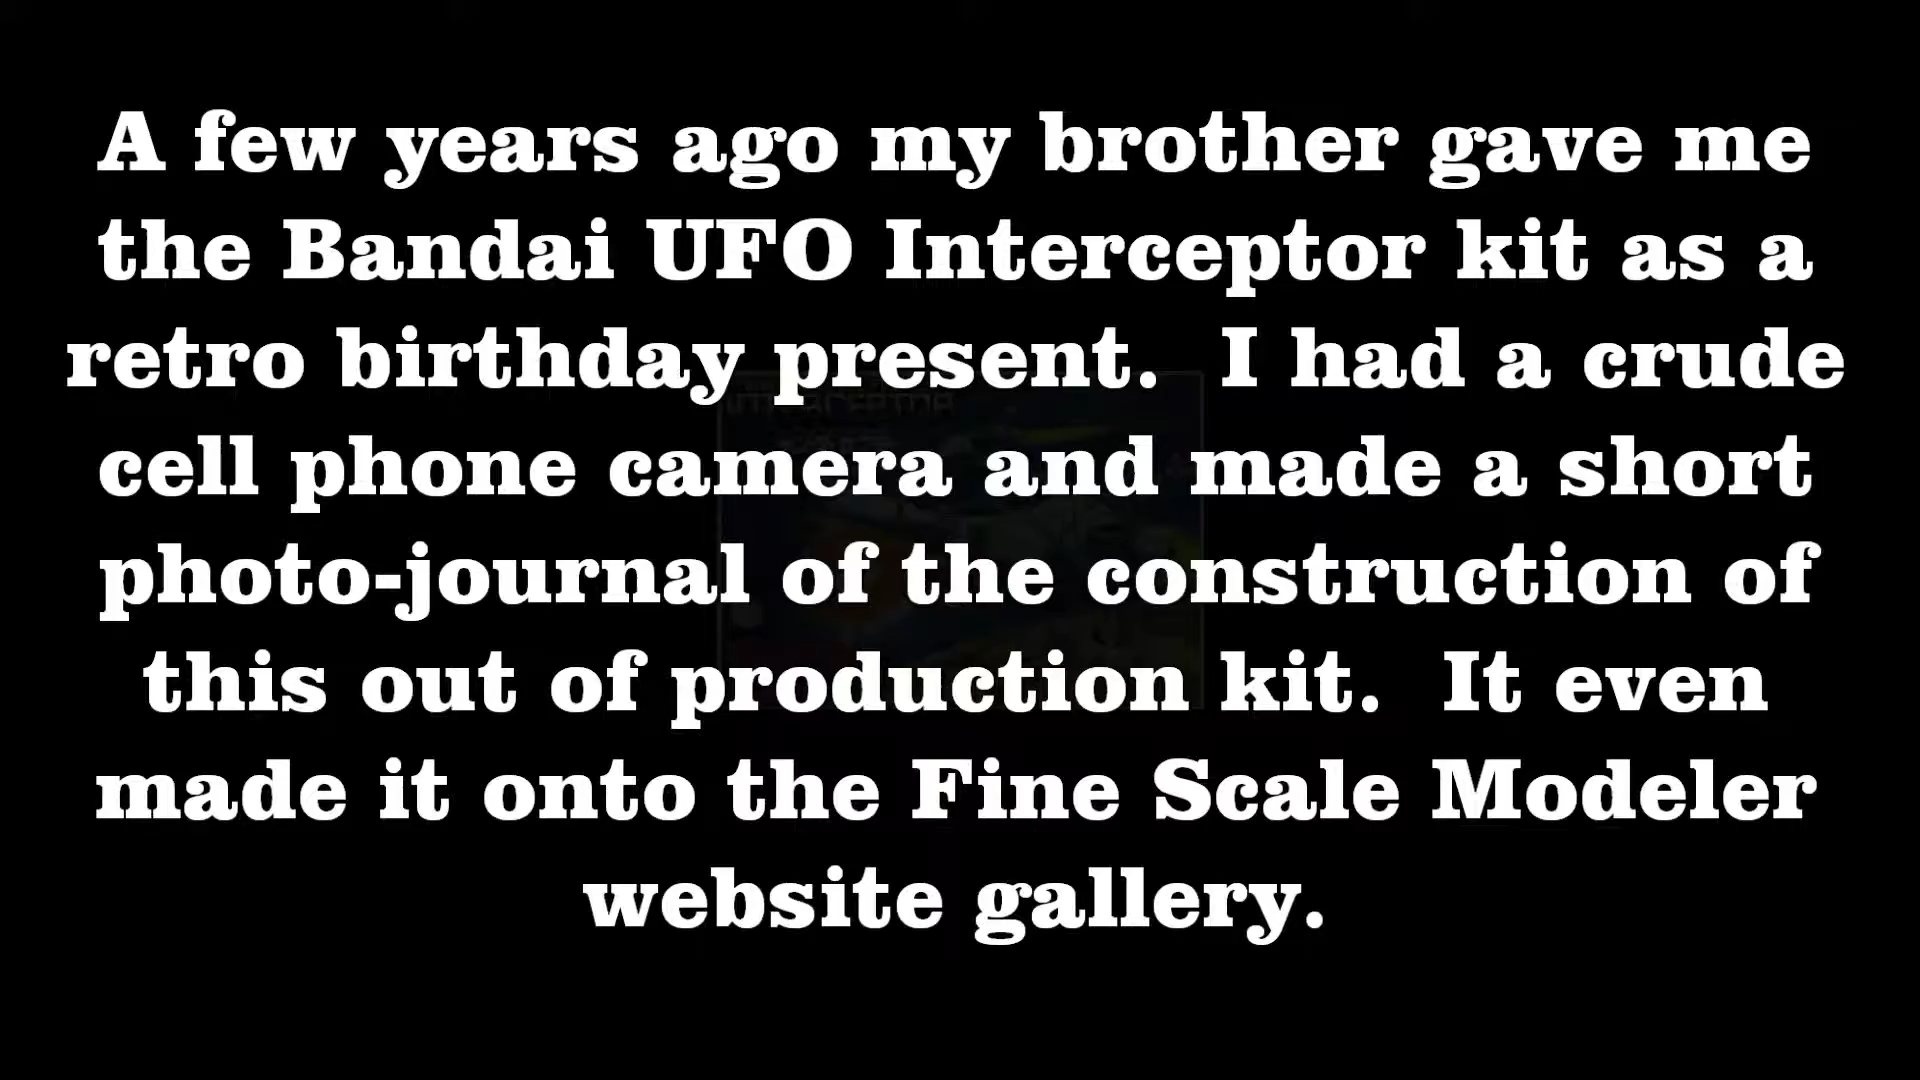 A few years ago my brother gave me
the Bandai UFO Interceptor kit as a
retro birthday present.  I had a crude
cell phone camera and made a short
photo-journal of the construction of
this out of production kit.  It even
made it onto the Fine Scale Modeler
website gallery.
INTERCEPTOR